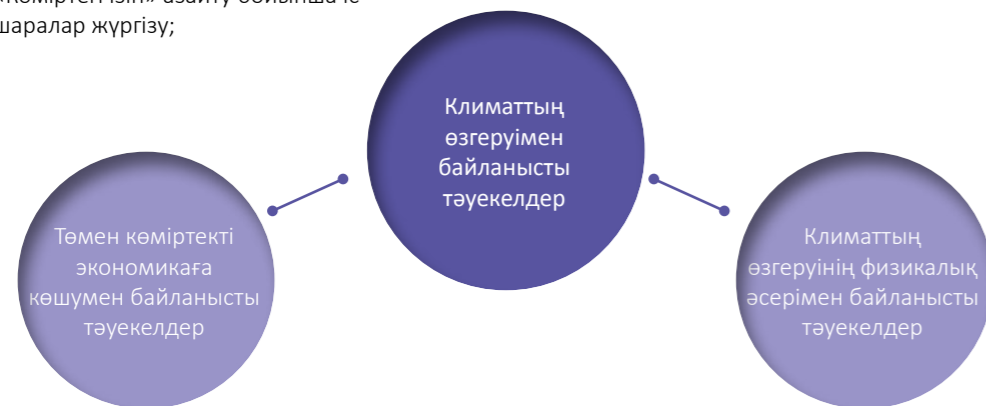 шаралар жүргізу;
Климаттың
өзгеруімен
байланысты
тәуекелдер
Төмен көміртекті
экономикаға
көшумен байланысты
тәуекелдер
Климаттың
өзгеруінің физикалық
әсерімен байланысты
тәуекелдер